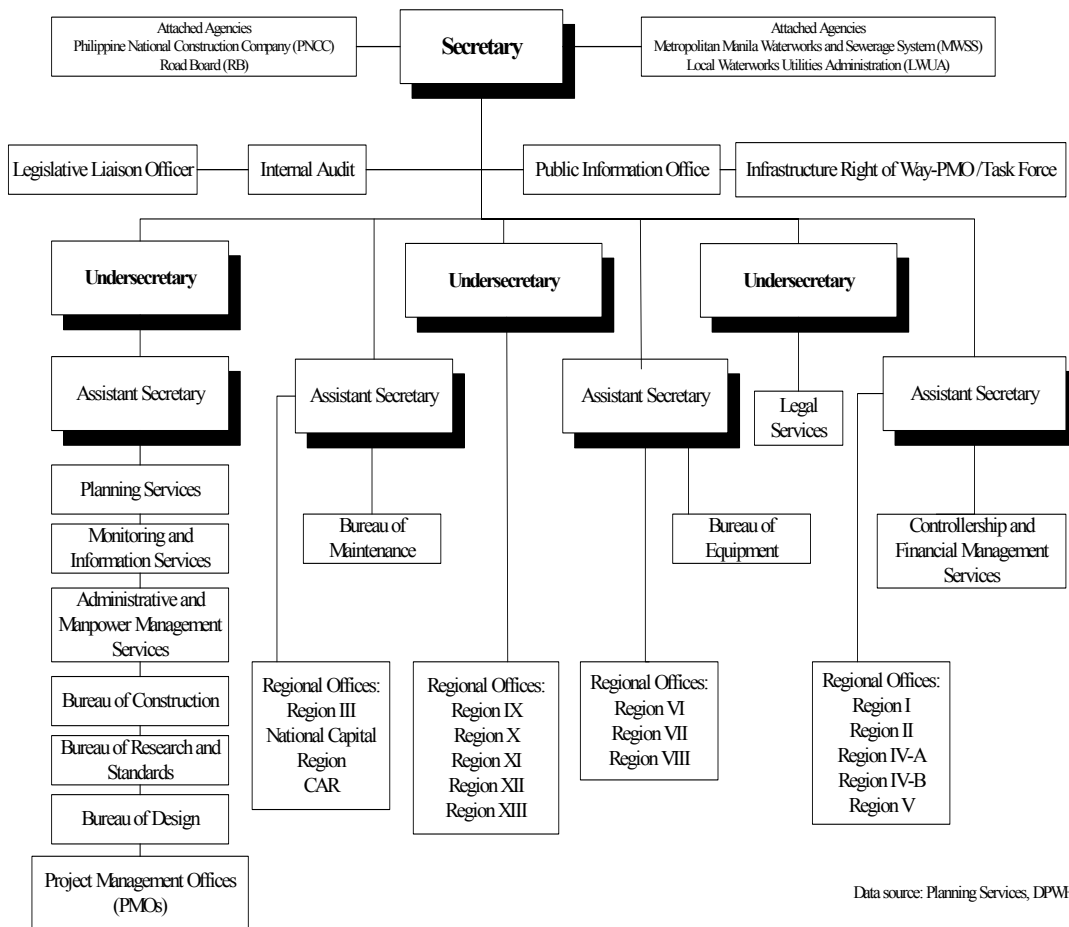 Attached Agencies
Philippine National Construction Company (PNCC)
Road Board (RB)
Secretary
Attached Agencies
Metropolitan Manila Waterworks and Sewerage System (MWSS)
Local Waterworks Utilities Administration (LWUA)
Legislative Liaison Officer
Internal Audit
Public Information Office
Infrastructure Right of Way-PMO/Task Force
Undersecretary
Undersecretary
Undersecretary
Assistant Secretary
Assistant Secretary
Assistant Secretary
Legal
Services
Assistant Secretary
Planning Services
Monitoring and
Information Services
Administrative and
Manpower Management
Services
Bureau of Construction
Bureau of Research and
Standards
Bureau of Design
Project Management Offices
(PMOs)
Bureau of
Maintenance
Bureau of
Equipment
Controllership and
Financial Management
Services
Regional Offices:
Region III
National Capital
Region
CAR
Regional Offices:
Region IX
Region X
Region XI
Region XII
Region XIII
Regional Offices:
Region VI
Region VII
Region VIII
Regional Offices:
Region I
Region II
Region IV-A
Region IV-B
Region V
Data source: Planning Services, DPWH